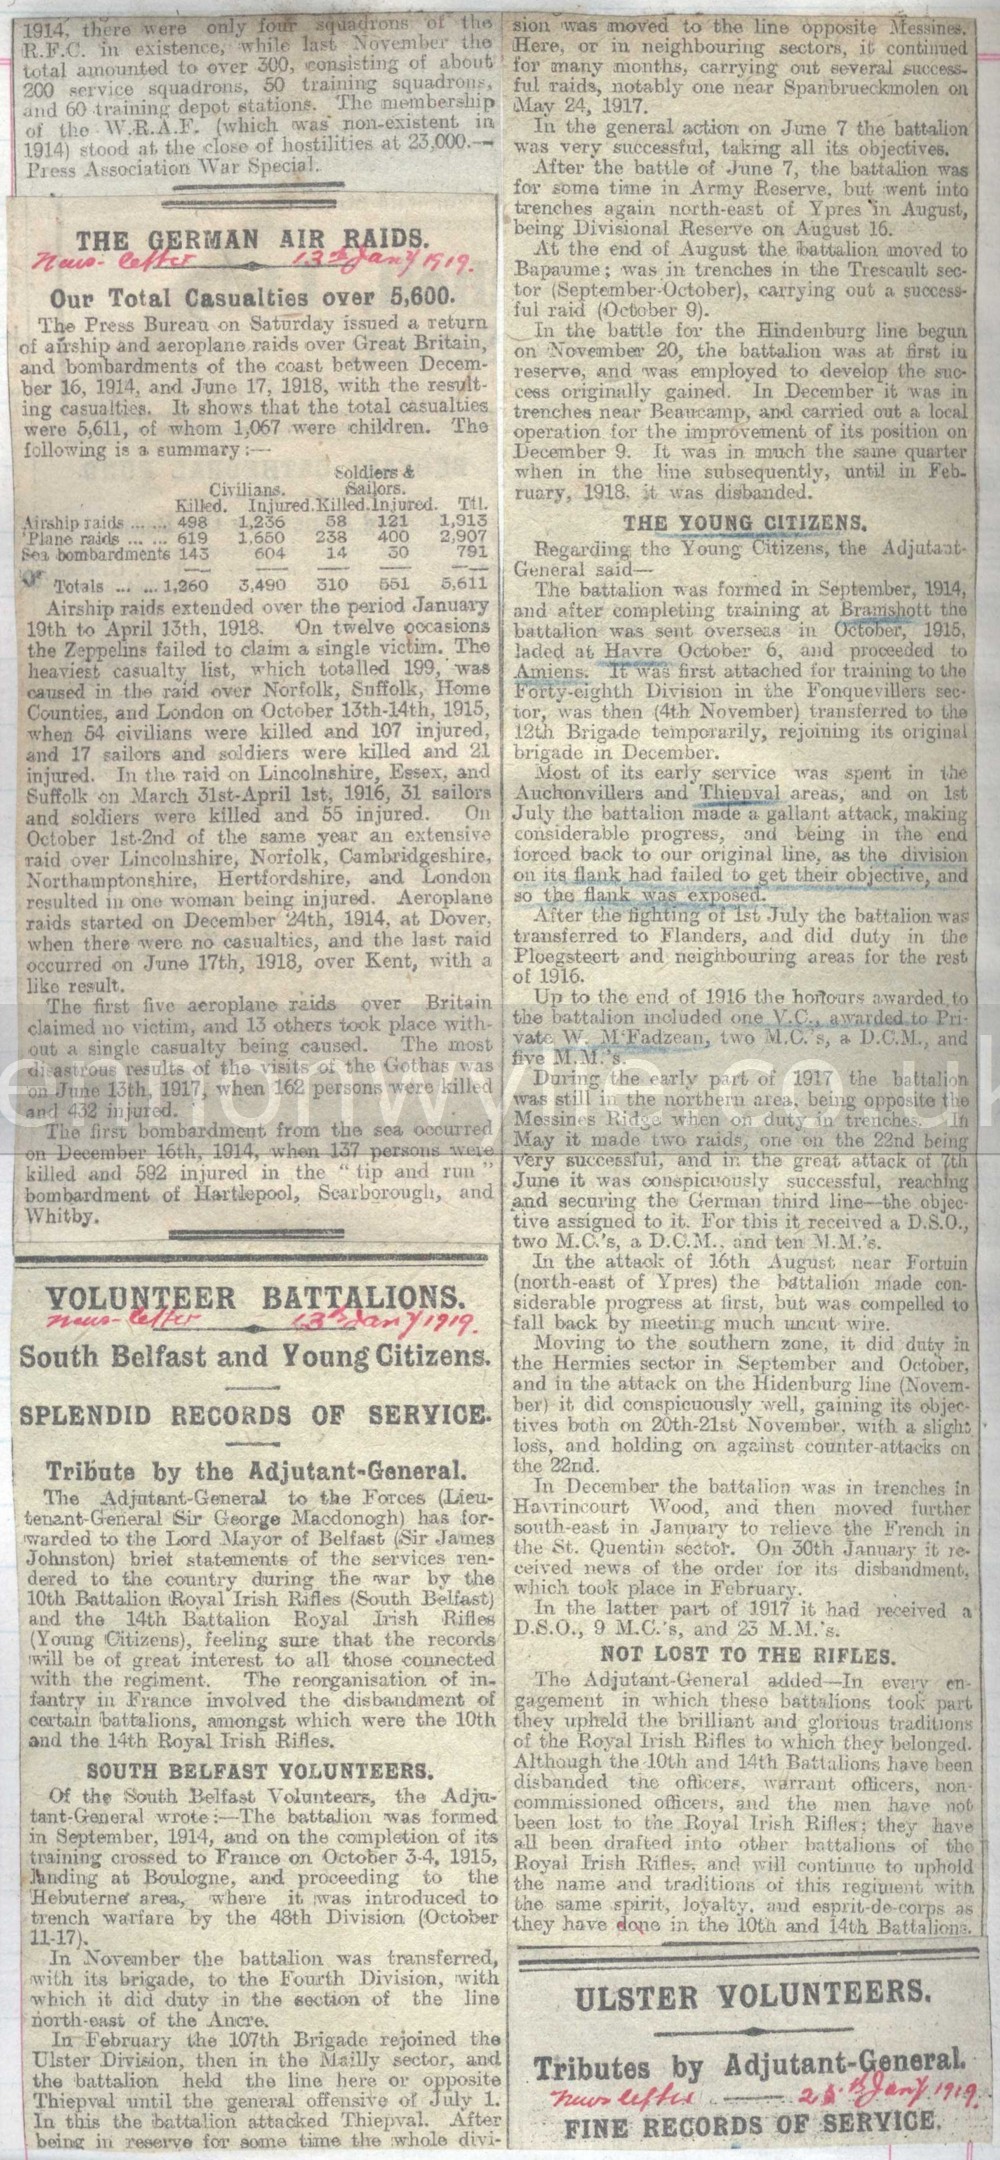 1914, there were only four squadrons of the
R.F.C. in existence, while last November the
total amounted to over 300, consisting of about
200 service squadrons, 50 training squadrons,
and 60 training depot stations. The membership
of the W.R.A.F. (which was non-existent in
1914) stood at the close of hostilities at 23,000.—
Press Association War Special.
THE GERMAN AIR RAIDS.
News-letter 13th Jany 1919.
Our Total Casualties over 5,600.
The Press Bureau on Saturday issued a return
of airship and aeroplane raids over Great Britain,
and bombardments of the coast between Decem-
ber 16, 1914, and June 17, 1918, with the result-
ing casualties. It shows that the total casualties
were 5,611, of whom 1,067 were children. The
following is a summary:—
Soldiers &
Civilians. Sailors.
Killed. Injured. Killed. Injured. Ttl.
Airship raids ... ... 498 1,236 58 121 1,913
'Plane raids ... ... 619 1,650 238 400 2,907
Sea bombardments 143 604 14 30 791
Totals ... ... 1,260 3,490 310 551 5,611
Airship raids extended over the period January
19th to April 13th, 1918. On twelve occasions
the Zeppelins failed to claim a single victim. The
heaviest casualty list, which totalled 199, was
caused in the raid over Norfolk, Suffolk, Home
Counties, and London on October 13th-14th, 1915,
when 54 civilians were killed and 107 injured,
and 17 sailors and soldiers were killed and 21
injured. In the raid on Lincolnshire, Essex, and
Suffolk on March 31st-April 1st, 1916, 31 sailors
and soldiers were killed and 55 injured. On
October 1st-2nd of the same year an extensive
raid over Lincolnshire, Norfolk, Cambridgeshire,
Northamptonshire, Hertfordshire, and London
resulted in one woman being injured. Aeroplane
raids started on December 24th, 1914, at Dover,
when there were no casualties, and the last raid
occurred on June 17th, 1918, over Kent, with a
like result.
The first five aeroplane raids over Britain
claimed no victim, and 13 others took place with-
out a single casualty being caused. The most
disastrous results of the visits of the Gothas was
on June 13th, 1917, when 162 persons were killed
and 432 injured.
The first bombardment from the sea occurred
on December 16th, 1914, when 137 persons were
killed and 592 injured in the "tip and run"
bombardment of Hartlepool, Scarborough, and
Whitby.
VOLUNTEER BATTALIONS.
News-letter 13th Jany 1919.
South Belfast and Young Citizens.
SPLENDID RECORDS OF SERVICE.
Tribute by the Adjutant-General.
The Adjutant-General to the Forces (Lieu-
tenant-General Sir George Macdonogh) has for-
warded to the Lord Mayor of Belfast (Sir James
Johnston) brief statements of the services ren-
dered to the country during the war by the
10th Battalion Royal Irish Rifles (South Belfast)
and the 14th Battalion Royal Irish Rifles
(Young Citizens), feeling sure that the records
will be of great interest to all those connected
with the regiment. The reorganisation of in-
fantry in France involved the disbandment of
certain battalions, amongst which were the 10th
and the 14th Royal Irish Rifles.
SOUTH BELFAST VOLUNTEERS.
Of the South Belfast Volunteers, the Adju-
tant-General wrote:—The battalion was formed
in September, 1914, and on the completion of its
training crossed to France on October 3-4, 1915,
landing at Boulogne, and proceeding to the
Hebuterne area, where it was introduced to
trench warfare by the 48th Division (October
11-17).
In November the battalion was transferred,
with its brigade, to the Fourth Division, with
which it did duty in the section of the line
north-east of the Ancre.
In February the 107th Brigade rejoined the
Ulster Division, then in the Mailly sector, and
the battalion held the line here or opposite
Thiepval until the general offensive of July 1.
In this the battalion attacked Thiepval. After
being in reserve for some time the whole divi-
sion was moved to the line opposite Messines.
Here, or in neighbouring sectors, it continued
for many months, carrying out several success-
ful raids, notably one near Spanbrueckmolen on
May 24, 1917.
In the general action on June 7 the battalion
was very successful, taking all its objectives.
After the battle of June 7, the battalion was
for some time in Army Reserve, but went into
trenches again north-east of Ypres in August,
being Divisional Reserve on August 16.
At the end of August the battalion moved to
Bapaume; was in trenches in the Trescault sec-
tor (September-October), carrying out a success-
ful raid (October 9).
In the battle for the Hindenburg line begun
on November 20, the battalion was at first in
reserve, and was employed to develop the suc-
cess originally gained. In December it was in
trenches near Beaucamp, and carried out a local
operation for the improvement of its position on
December 9. It was in much the same quarter
when in the line subsequently, until in Feb-
ruary, 1918, it was disbanded.
THE YOUNG CITIZENS.
Regarding the Young Citizens, the Adjutant-
General said—
The battalion was formed in September, 1914,
and after completing training at Bramshott the
battalion was sent overseas in October, 1915,
laded at Havre October 6, and proceeded to
Amiens. It was first attached for training to the
Forty-eighth Division in the Fonquevillers sec-
tor, was then (4th November) transferred to the
12th Brigade temporarily, rejoining its original
brigade in December.
Most of its early service was spent in the
Auchonvillers and Thiepval areas, and on 1st
July the battalion made a gallant attack, making
considerable progress, and being in the end
forced back to our original line, as the division
on its flank had failed to get their objective, and
so the flank was exposed.
After the fighting of 1st July the battalion was
transferred to Flanders, and did duty in the
Ploegsteert and neighbouring areas for the rest
of 1916.
Up to the end of 1916 the honours awarded to
the battalion included one V.C., awarded to Pri-
vate W. M'Fadzean, two M.C.'s, a D.C.M., and
five M.M.'s.
During the early part of 1917 the battalion
was still in the northern area, being opposite the
Messines Ridge when on duty in trenches. In
May it made two raids, one on the 22nd being
very successful, and in the great attack of 7th
June it was conspicuously successful, reaching
and securing the German third line—the objec-
tive assigned to it. For this it received a D.S.O.,
two M.C.'s, a D.C.M., and ten M.M.'s.
In the attack of 16th August near Fortuin
(north-east of Ypres) the battalion made con-
siderable progress at first, but was compelled to
fall back by meeting much uncut wire.
Moving to the southern zone, it did duty in
the Hermies sector in September and October,
and in the attack on the Hidenburg line (Novem-
ber) it did conspicuously well, gaining its objec-
tives both on 20th-21st November, with a slight
loss, and holding on against counter-attacks on
the 22nd.
In December the battalion was in trenches in
Havrincourt Wood, and then moved further
south-east in January to relieve the French in
the St. Quentin sector. On 30th January it re-
ceived news of the order for its disbandment,
which took place in February.
In the latter part of 1917 it had received a
D.S.O., 9 M.C.'s, and 23 M.M.'s.
NOT LOST TO THE RIFLES.
The Adjutant-General added—In every en-
gagement in which these battalions took part
they upheld the brilliant and glorious traditions
of the Royal Irish Rifles to which they belonged.
Although the 10th and 14th Battalions have been
disbanded the officers, warrant officers, non-
commissioned officers, and the men have not
been lost to the Royal Irish Rifles; they have
all been drafted into other battalions of the
Royal Irish Rifles, and will continue to uphold
the name and traditions of this regiment with
the same spirit, loyalty, and esprit-de-corps as
they have done in the 10th and 14th Battalions.
ULSTER VOLUNTEERS.
Tributes by Adjutant-General.
News letter 25th Jany 1919.
FINE RECORDS OF SERVICE.